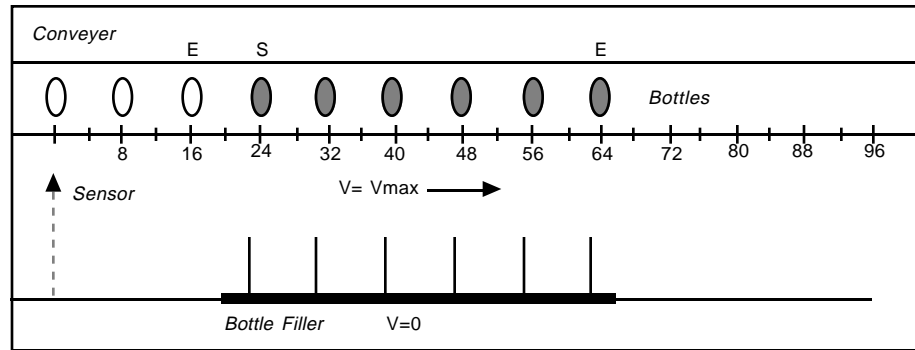 Conveyer
E S E
Bottles
8 16 24 32 40 48 56 64 72 80 88 96
Sensor
V= Vmax
Bottle Filler V=0